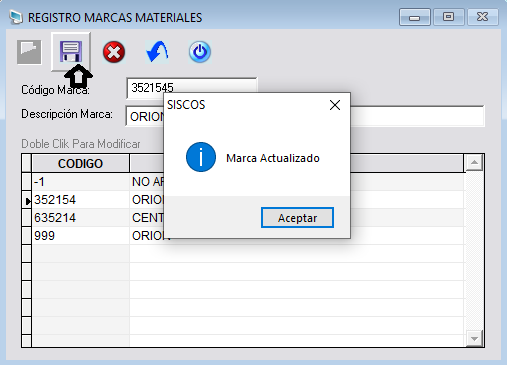 REGISTRO MARCAS MATERIALES
Código Marca: 3521545
Descripción Marca: ORION
Doble Clik Para Modificar
SISCOS
Marca Actualizado
Aceptar
CODIGO
-1 NO AP
352154 ORIO
635214 CENT
999 ORION